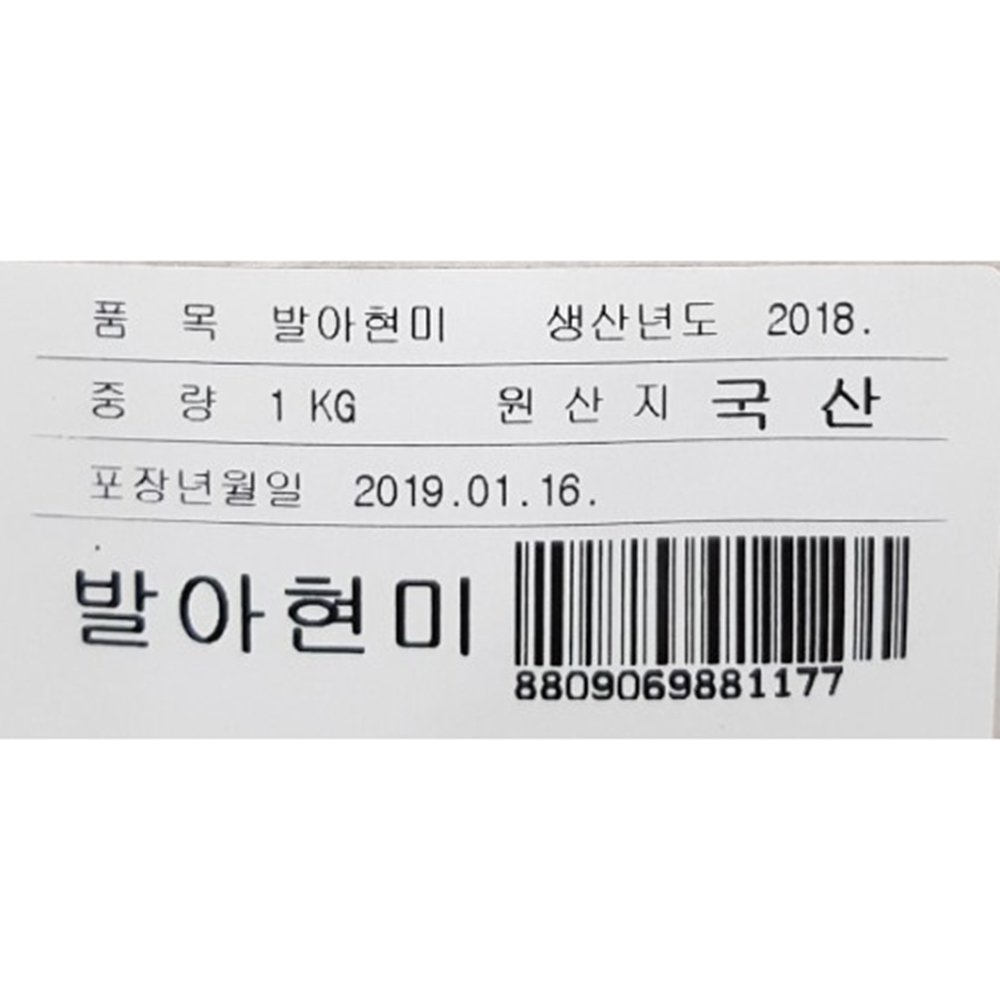 품 목 발아현미 생산년도 2018.
중 량 1 KG 원 산 지 국 산
포장년월일 2019.01.16.
발아현미
8809069881177